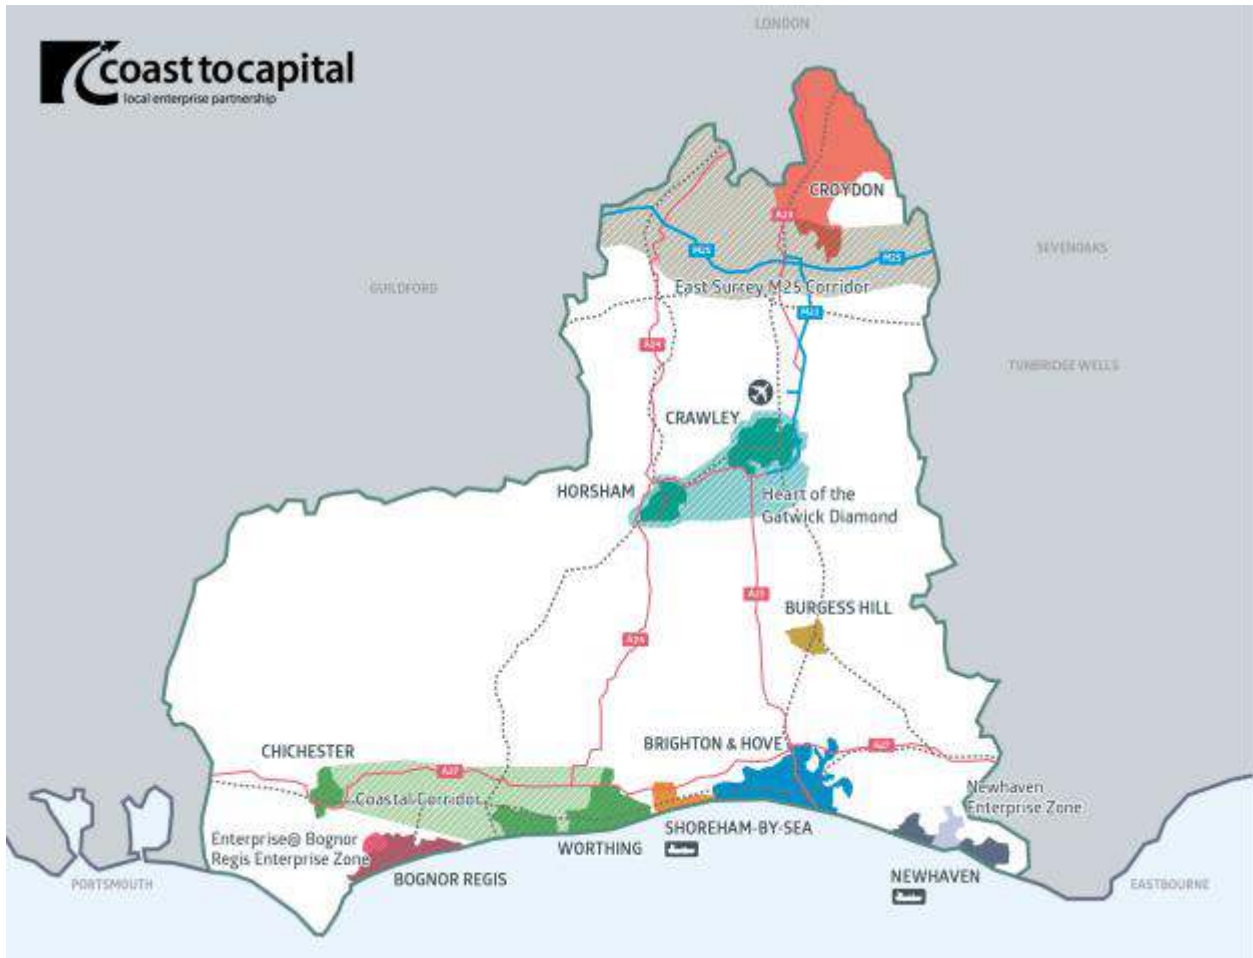 LONDON
coast to capital
local enterprise partnership
CROYDON
A23
SEVENOAKS
M25
M25
GUILDFORD
East Surrey M25 Corridor
M23
A24
TUNBRIDGE WELLS
CRAWLEY
HORSHAM
Heart of the
Gatwick Diamond
A23
BURGESS HILL
A24
CHICHESTER
BRIGHTON & HOVE
A27
A27
Coastal Corridor
Newhaven
Enterprise Zone
SHOREHAM-BY-SEA
Enterprise@ Bognor
Regis Enterprise Zone
WORTHING
BOGNOR REGIS
NEWHAVEN
PORTSMOUTH
EASTBOURNE